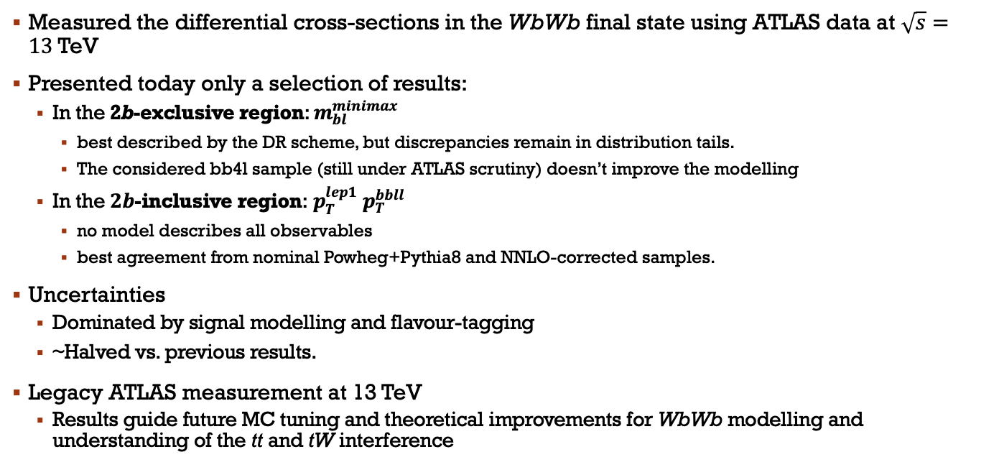 ▪ Measured the differential cross-sections in the WbWb final state using ATLAS data at √s =
13 TeV
▪ Presented today only a selection of results:
▪ In the 2b-exclusive region: m_{bl}^{minimax}
▪ best described by the DR scheme, but discrepancies remain in distribution tails.
▪ The considered bb4l sample (still under ATLAS scrutiny) doesn’t improve the modelling
▪ In the 2b-inclusive region: p_T^{lep1} p_T^{bbll}
▪ no model describes all observables
▪ best agreement from nominal Powheg+Pythia8 and NNLO-corrected samples.
▪ Uncertainties
▪ Dominated by signal modelling and flavour-tagging
▪ ~Halved vs. previous results.
▪ Legacy ATLAS measurement at 13 TeV
▪ Results guide future MC tuning and theoretical improvements for WbWb modelling and
understanding of the tt and tW interference